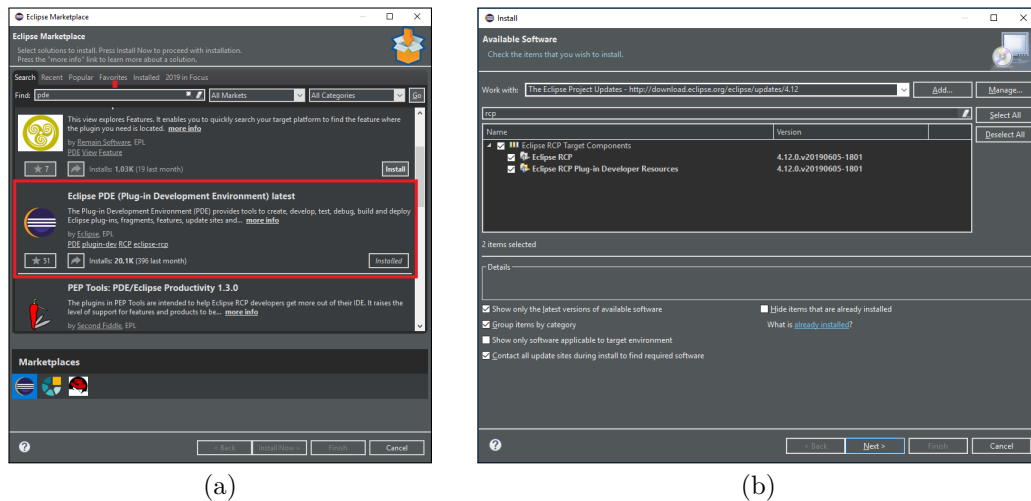 Eclipse Marketplace
Eclipse Marketplace
Select solutions to install. Press Install Now to proceed with installation.
Press the "more info" link to learn more about a solution.
Search Recent Popular Favorites Installed 2019 in Focus
Find: pde All Markets All Categories Go
This view explores Features. It enables you to quickly search your target platform to find the feature where
the plugin you need is located. more info
by Remain Software, EPL
PDE View Feature
7 Installs: 1,03K (19 last month) Install
Eclipse PDE (Plug-in Development Environment) latest
The Plug-in Development Environment (PDE) provides tools to create, develop, test, debug, build and deploy
Eclipse plug-ins, fragments, features, update sites and... more info
by Eclipse, EPL
PDE plugin-dev RCP eclipse-rcp
51 Installs: 20,1K (396 last month) Installed
PEP Tools: PDE/Eclipse Productivity 1.3.0
The plugins in PEP Tools are intended to help Eclipse RCP developers get more out of their IDE. It raises the
level of support for features and products to be... more info
by Second Fiddle, EPL
Marketplaces
? < Back Install Now > Finish Cancel
(a)
Install
Available Software
Check the items that you wish to install.
Work with: The Eclipse Project Updates - http://download.eclipse.org/eclipse/updates/4.12 Add... Manage...
rcp Select All
Name Version Deselect All
Eclipse RCP Target Components
Eclipse RCP 4.12.0.v20190605-1801
Eclipse RCP Plug-in Developer Resources 4.12.0.v20190605-1801
2 items selected
Details
Show only the latest versions of available software Hide items that are already installed
Group items by category What is already installed?
Show only software applicable to target environment
Contact all update sites during install to find required software
? < Back Next > Finish Cancel
(b)